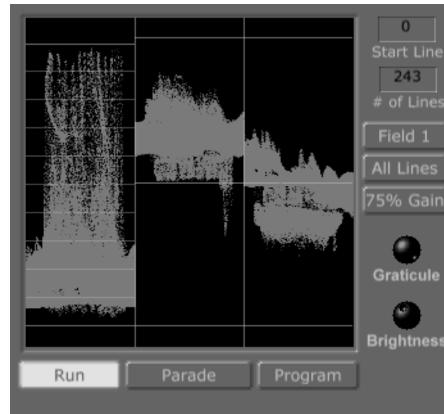 0
Start Line
243
# of Lines
Field 1
All Lines
75% Gain
Graticule
Brightness
Run Parade Program